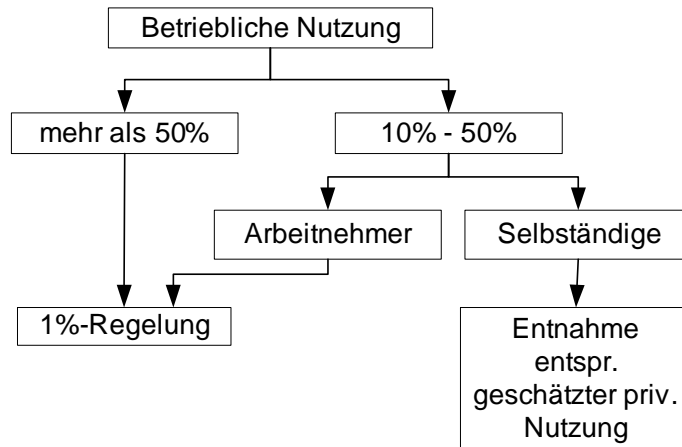 Betriebliche Nutzung
mehr als 50%
10% - 50%
Arbeitnehmer
Selbständige
1%-Regelung
Entnahme
entspr.
geschätzter priv.
Nutzung